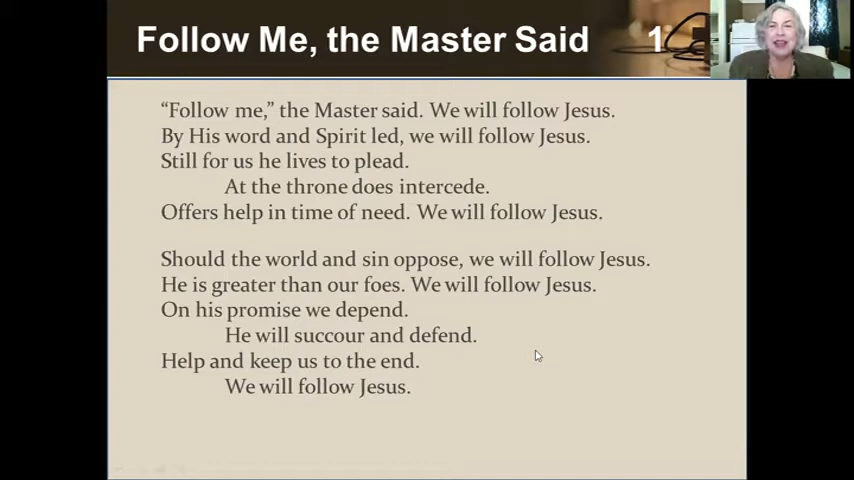 Follow Me, the Master Said 1
“Follow me,” the Master said. We will follow Jesus.
By His word and Spirit led, we will follow Jesus.
Still for us he lives to plead.
At the throne does intercede.
Offers help in time of need. We will follow Jesus.
Should the world and sin oppose, we will follow Jesus.
He is greater than our foes. We will follow Jesus.
On his promise we depend.
He will succour and defend.
Help and keep us to the end.
We will follow Jesus.